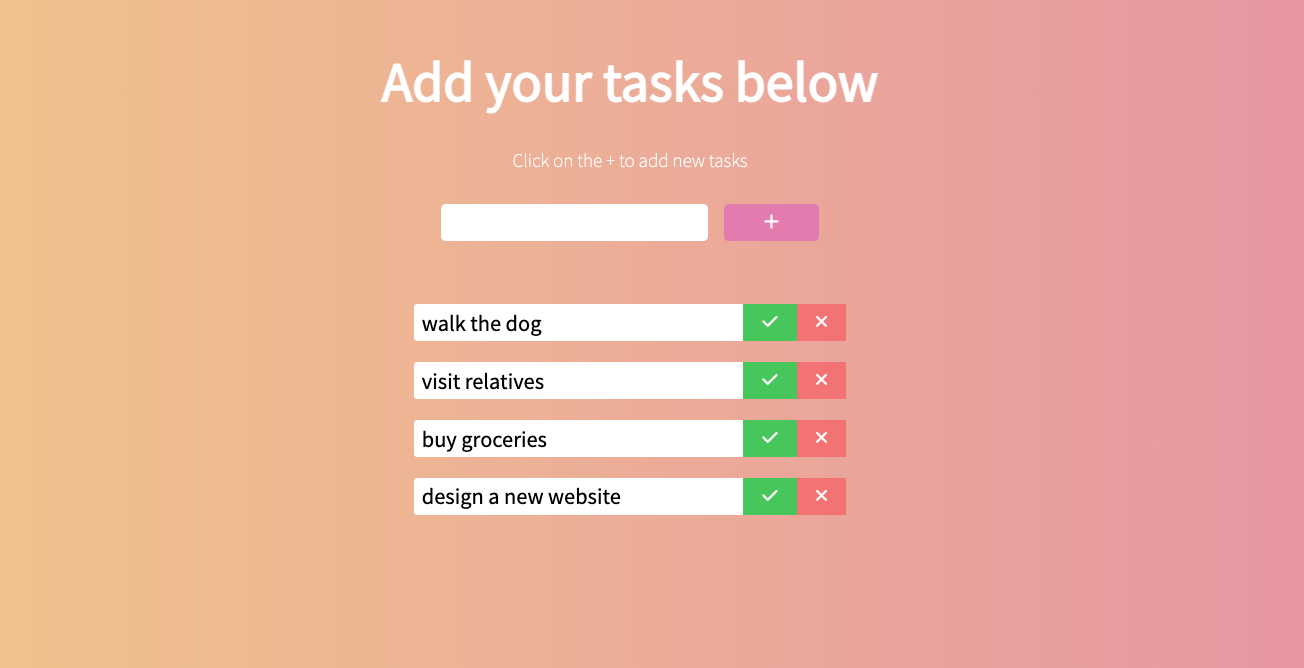 Add your tasks below
Click on the + to add new tasks
+
walk the dog
visit relatives
buy groceries
design a new website